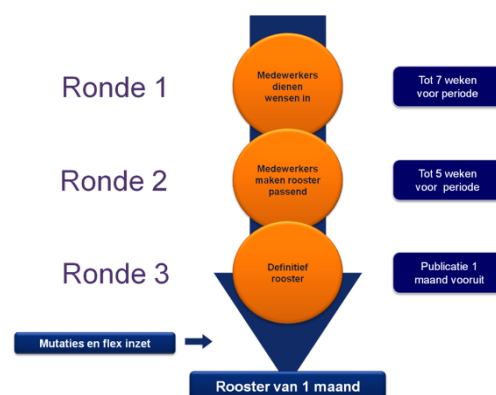 Ronde 1
Medewerkers
dienen
wensen in
Tot 7 weken
voor periode
Ronde 2
Medewerkers
maken rooster
passend
Tot 5 weken
voor periode
Ronde 3
Definitief
rooster
Publicatie 1
maand vooruit
Mutaties en flex inzet
Rooster van 1 maand